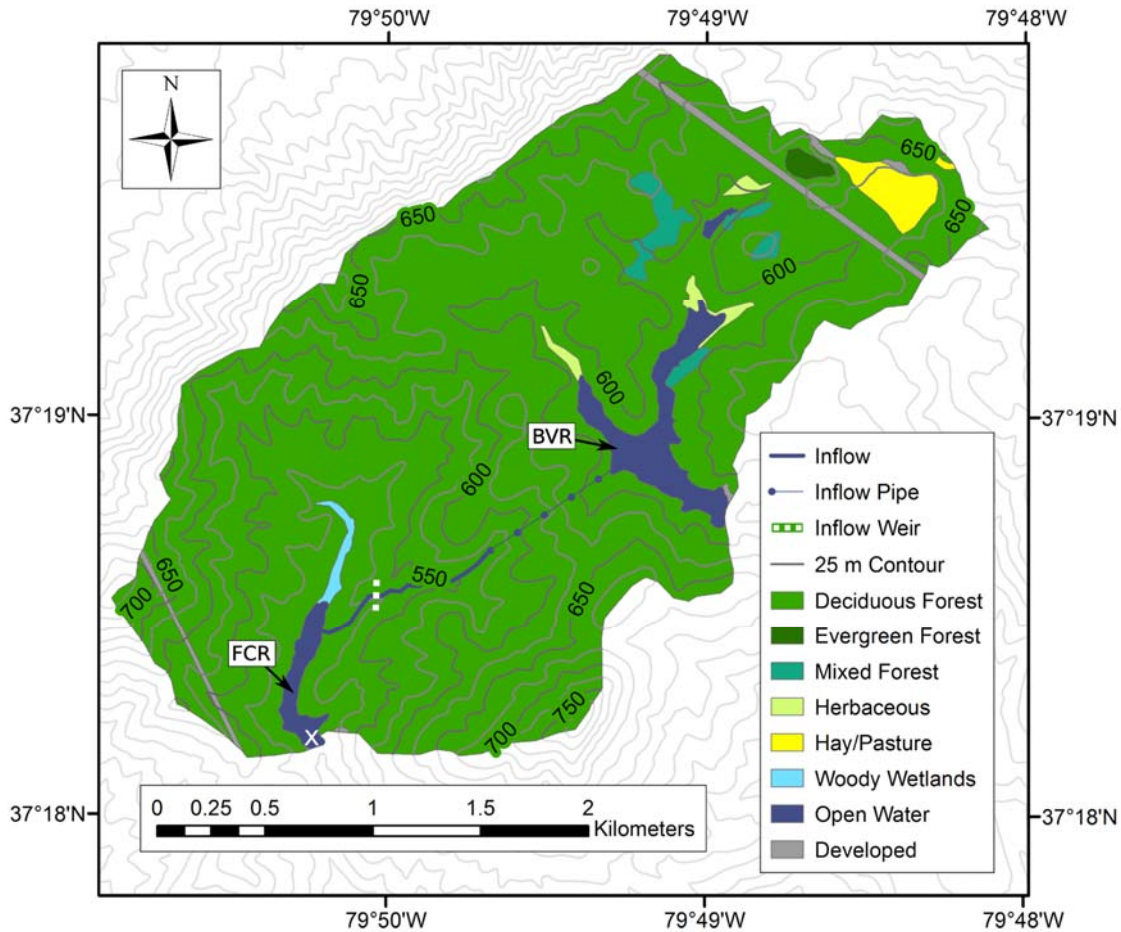 79°50'W
79°49'W
79°48'W
N
650
650
650
650
600
37°19'N
37°19'N
600
BVR
600
550
650
700
650
FCR
750
700
X
Inflow
Inflow Pipe
Inflow Weir
25 m Contour
Deciduous Forest
Evergreen Forest
Mixed Forest
Herbaceous
Hay/Pasture
Woody Wetlands
Open Water
Developed
0 0.25 0.5 1 1.5 2
Kilometers
37°18'N
37°18'N
79°50'W
79°49'W
79°48'W